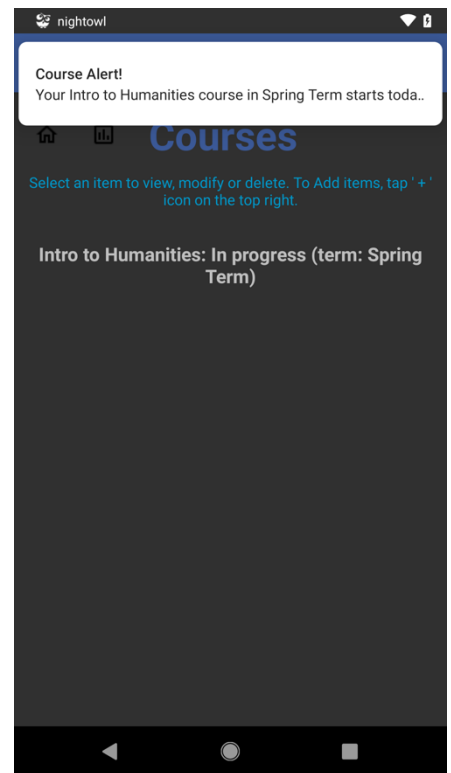 nightowl
Course Alert!
Your Intro to Humanities course in Spring Term starts toda..
Courses
Select an item to view, modify or delete. To Add items, tap ' + '
icon on the top right.
Intro to Humanities: In progress (term: Spring
Term)